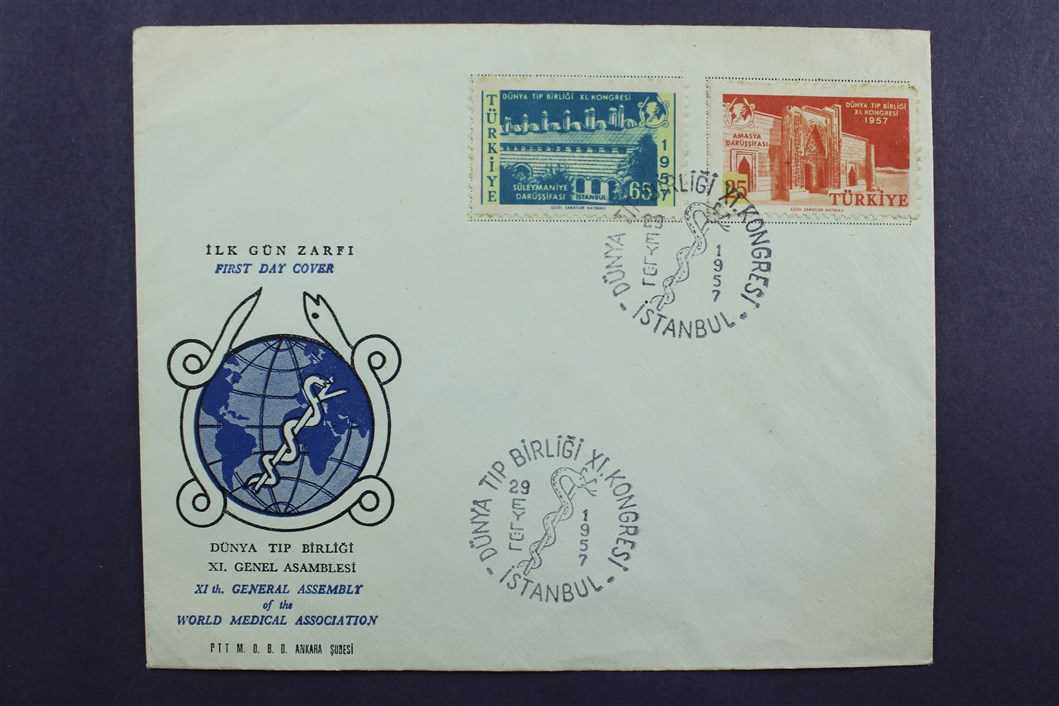 DÜNYA TIP BİRLİĞİ XI. KONGRESİ
TÜRKİYE
1957
SÜLEYMANİYE
DARÜŞŞİFASI
İSTANBUL
65
DÜNYA TIP BİRLİĞİ
XI. KONGRESİ
1957
AMASYA
DARÜŞŞİFASI
25
TÜRKİYE
DÜNYA BİRLİĞİ XI. KONGRESİ
1957
- İSTANBUL -
İLK GÜN ZARFI
FIRST DAY COVER
DÜNYA TIP BİRLİĞİ
XI. GENEL ASAMBLESİ
XI th. GENERAL ASSEMBLY
of the
WORLD MEDICAL ASSOCIATION
PTT M. O. B. D. ANKARA ŞUBESİ
DÜNYA TIP BİRLİĞİ XI. KONGRESİ
29
1957
- İSTANBUL -